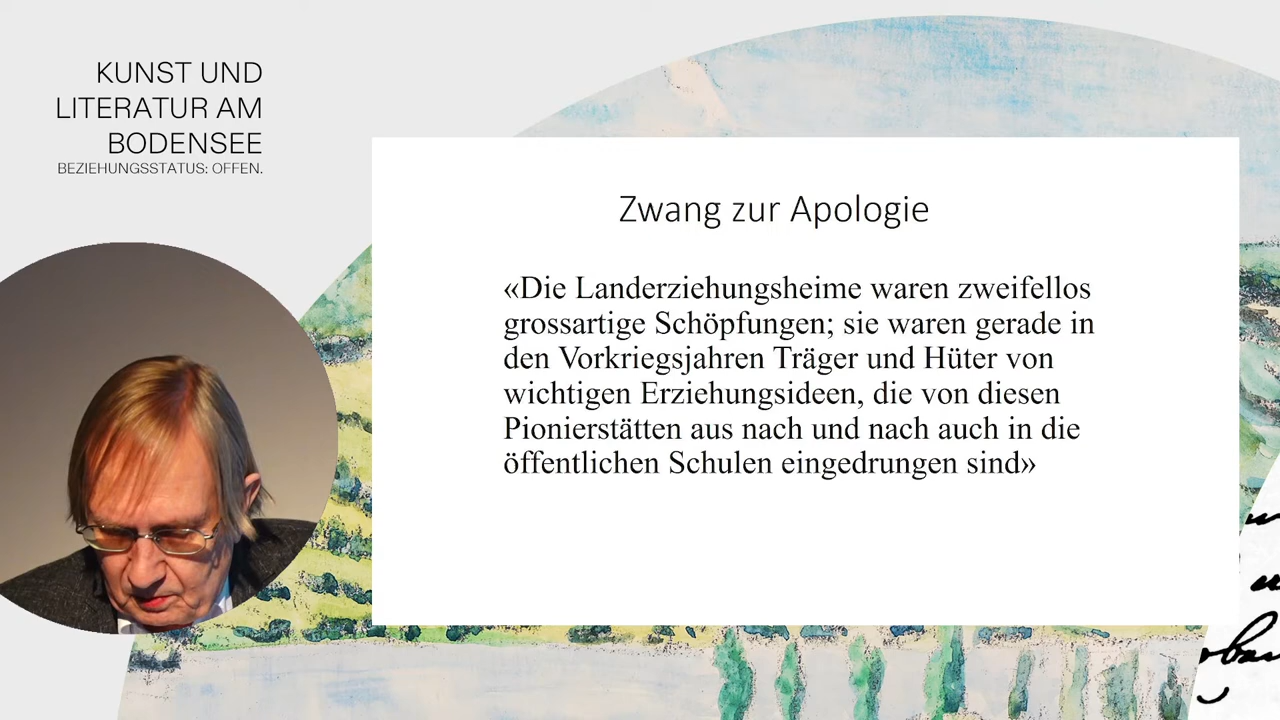 KUNST UND
LITERATUR AM
BODENSEE
BEZIEHUNGSSTATUS: OFFEN.
Zwang zur Apologie
«Die Landerziehungsheime waren zweifellos
grossartige Schöpfungen; sie waren gerade in
den Vorkriegsjahren Träger und Hüter von
wichtigen Erziehungsideen, die von diesen
Pionierstätten aus nach und nach auch in die
öffentlichen Schulen eingedrungen sind»